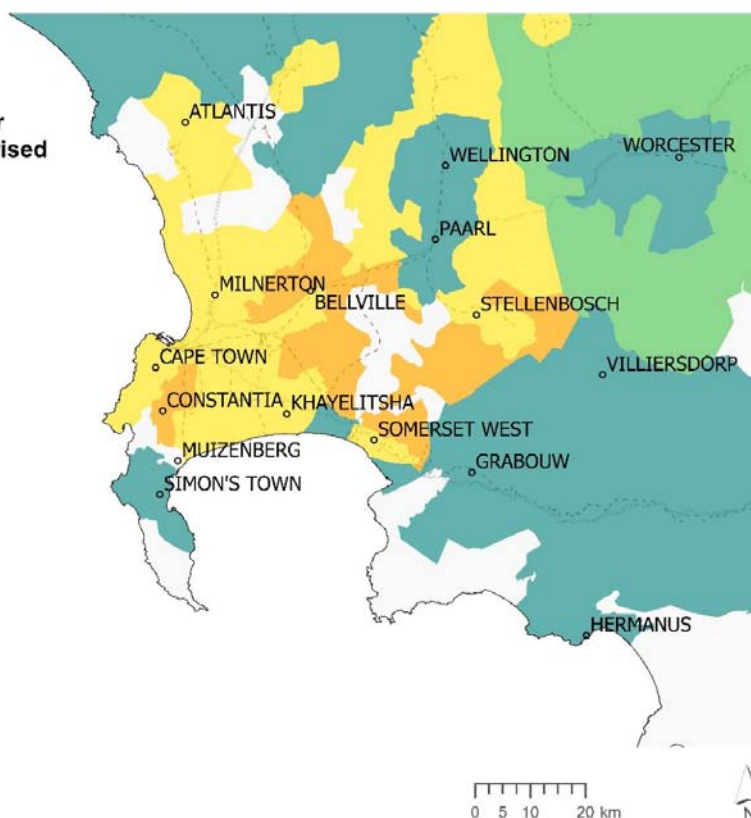 ATLANTIS
WORCESTER
WELLINGTON
PAARL
MILNERTON
BELLVILLE
STELLENBOSCH
CAPE TOWN
VILLIERSDORP
CONSTANTIA
KHAYELITSHA
SOMERSET WEST
MUIZENBERG
GRABOUW
SIMON'S TOWN
HERMANUS
0 5 10 20 km